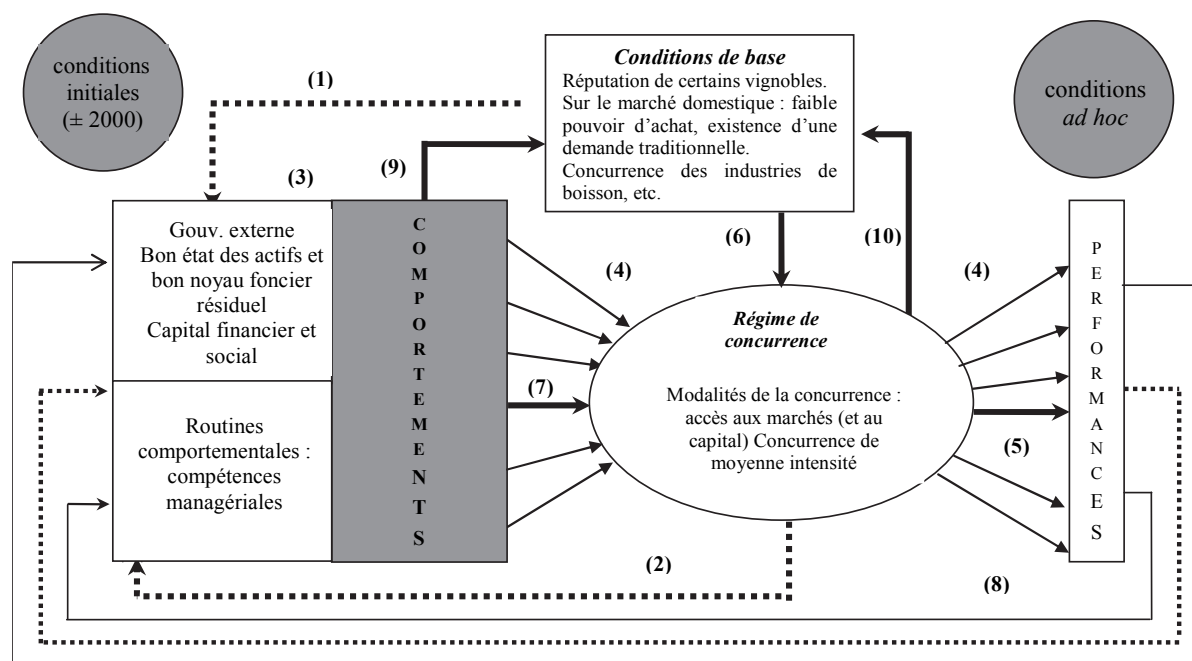 conditions
initiales
(± 2000)
(1)
Conditions de base
Réputation de certains vignobles.
Sur le marché domestique : faible
pouvoir d’achat, existence d’une
demande traditionnelle.
Concurrence des industries de
boisson, etc.
conditions
ad hoc
(9)
(3)
Gouv. externe
Bon état des actifs et
bon noyau foncier
résiduel
Capital financier et
social
Routines
comportementales :
compétences
managériales
COMPORTEMENTS
(4)
(7)
(6)
(10)
Régime de
concurrence
Modalités de la concurrence :
accès aux marchés (et au
capital) Concurrence de
moyenne intensité
(4)
(5)
PERFORMANCES
(2)
(8)